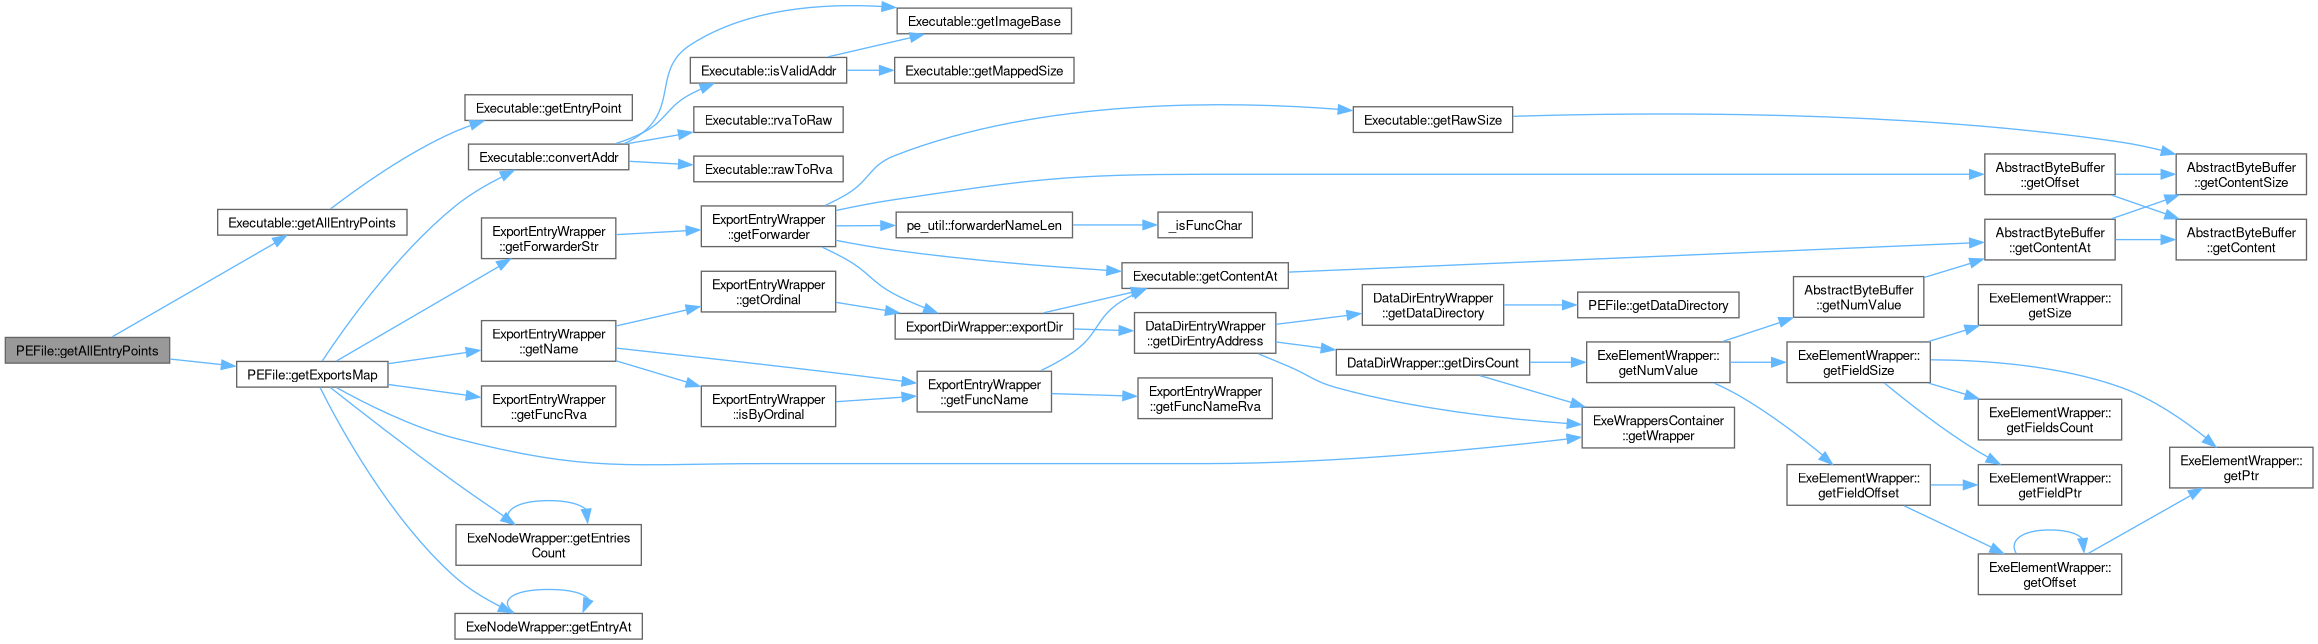 PEFile::getAllEntryPoints
Executable::getAllEntryPoints
Executable::getEntryPoint
PEFile::getExportsMap
Executable::convertAddr
Executable::getImageBase
Executable::isValidAddr
Executable::getMappedSize
Executable::rvaToRaw
Executable::rawToRva
ExportEntryWrapper
::getForwarderStr
ExportEntryWrapper
::getForwarder
Executable::getRawSize
AbstractByteBuffer
::getContentSize
AbstractByteBuffer
::getOffset
AbstractByteBuffer
::getContent
pe_util::forwarderNameLen
_isFuncChar
Executable::getContentAt
AbstractByteBuffer
::getContentAt
ExportEntryWrapper
::getName
ExportEntryWrapper
::getOrdinal
ExportDirWrapper::exportDir
DataDirEntryWrapper
::getDirEntryAddress
DataDirEntryWrapper
::getDataDirectory
PEFile::getDataDirectory
DataDirWrapper::getDirsCount
ExeElementWrapper::
getNumValue
AbstractByteBuffer
::getNumValue
ExeElementWrapper::
getFieldSize
ExeElementWrapper::
getSize
ExeElementWrapper::
getFieldsCount
ExeElementWrapper::
getFieldPtr
ExeElementWrapper::
getPtr
ExeElementWrapper::
getFieldOffset
ExeElementWrapper::
getOffset
ExeWrappersContainer
::getWrapper
ExportEntryWrapper
::isByOrdinal
ExportEntryWrapper
::getFuncName
ExportEntryWrapper
::getFuncNameRva
ExportEntryWrapper
::getFuncRva
ExeNodeWrapper::getEntries
Count
ExeNodeWrapper::getEntryAt